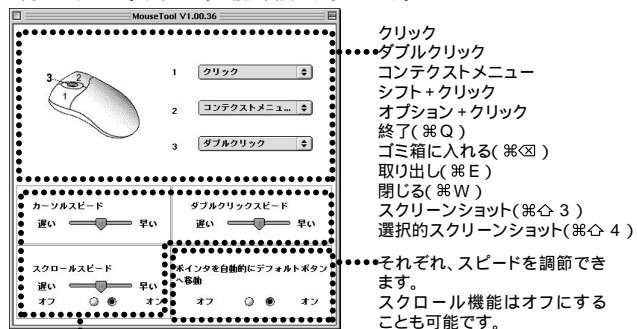 MouseTool V1.00.36
3
2
1
1 クリック
2 コンテクストメニュ...
3 ダブルクリック
カーソルスピード
遅い 早い
ダブルクリックスピード
遅い 早い
スクロールスピード
遅い 早い
オフ オン
ポインタを自動的にデフォルトボタン
へ移動
オフ オン
クリック
ダブルクリック
コンテクストメニュー
シフト+クリック
オプション+クリック
終了(⌘Q)
ゴミ箱に入れる(⌘⌫)
取り出し(⌘E)
閉じる(⌘W)
スクリーンショット(⌘⇧3)
選択的スクリーンショット(⌘⇧4)
それぞれ、スピードを調節でき
ます。
スクロール機能はオフにする
ことも可能です。